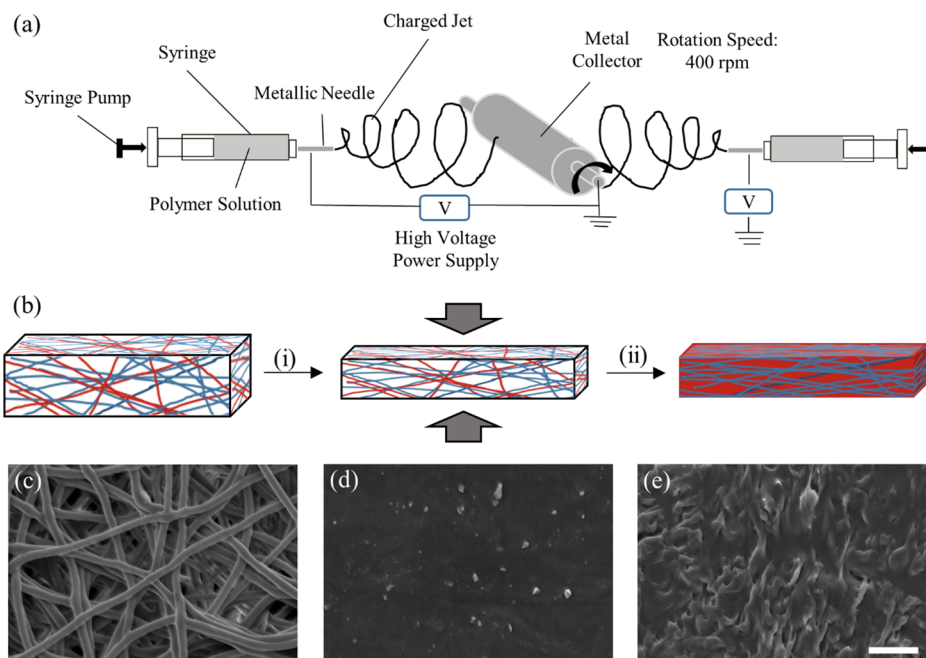 (a)
Charged Jet
Syringe
Metal
Collector
Rotation Speed:
400 rpm
Syringe Pump
Metallic Needle
Polymer Solution
V
V
High Voltage
Power Supply
(b)
(i)
(ii)
(c)
(d)
(e)